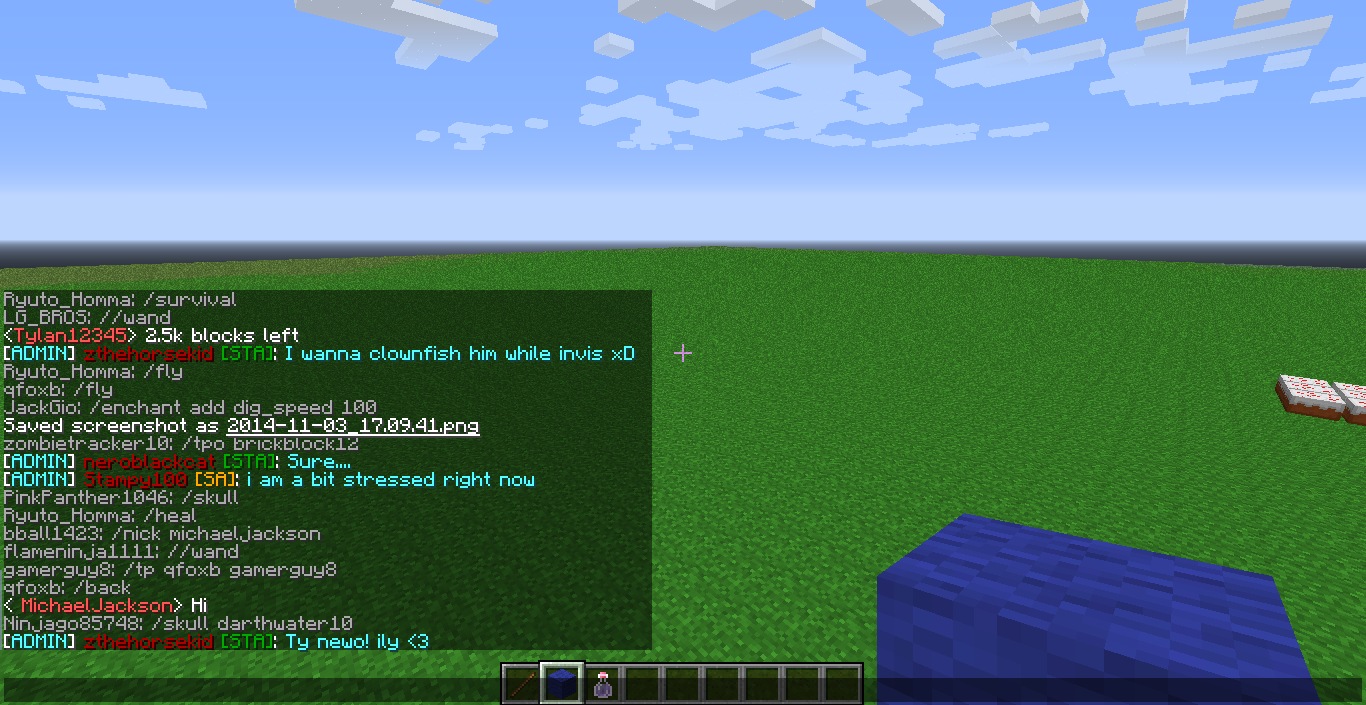 Ryuto_Homma: /survival
LG_BROS: //wand
<Tylan12345> 2.5k blocks left
[ADMIN] zthehorsekid [STA]: I wanna clownfish him while invis xD
Ryuto_Homma: /fly
qfoxb: /fly
JackGio: /enchant add dig_speed 100
Saved screenshot as 2014-11-03_17.09.41.png
zombietracker10: /tpo brickblock12
[ADMIN] neroblackcat [STA]: Sure....
[ADMIN] Stampy100 [SA]: i am a bit stressed right now
PinkPanther1046: /skull
Ryuto_Homma: /heal
bball1423: /nick michaeljackson
flameninja1111: //wand
gamerguy8: /tp qfoxb gamerguy8
qfoxb: /back
< MichaelJackson> Hi
Ninjago85748: /skull darthwater10
[ADMIN] zthehorsekid [STA]: Ty newo! ily <3